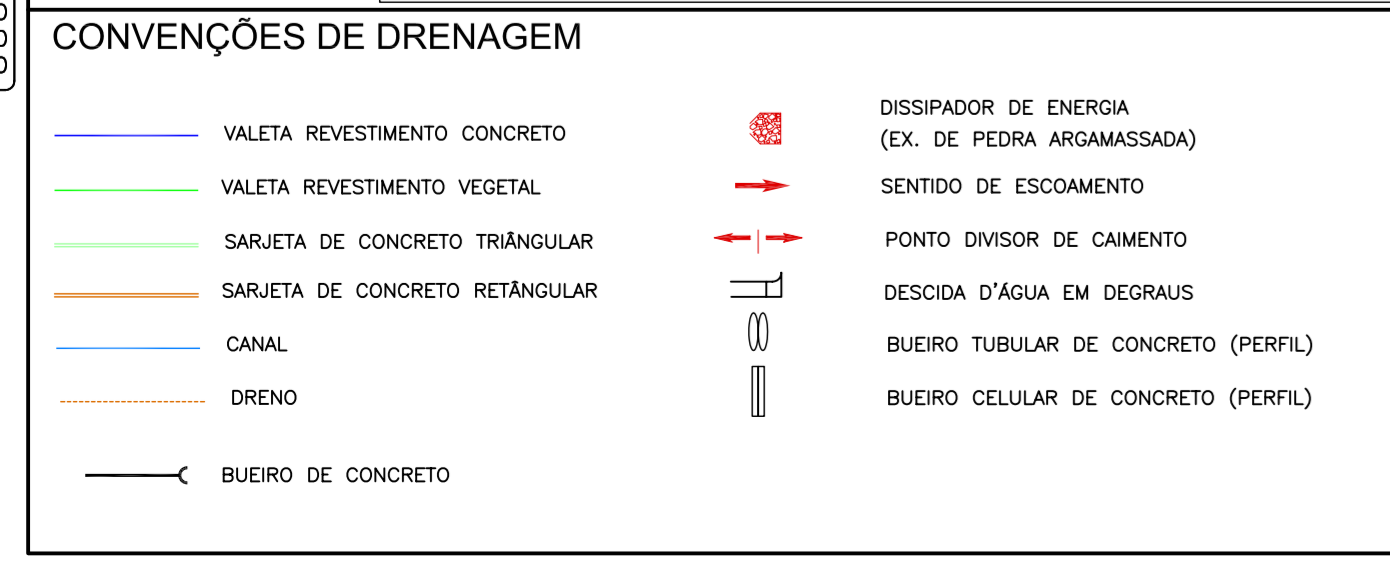 CONVENÇÕES DE DRENAGEM
VALETA REVESTIMENTO CONCRETO
VALETA REVESTIMENTO VEGETAL
SARJETA DE CONCRETO TRIÂNGULAR
SARJETA DE CONCRETO RETÂNGULAR
CANAL
DRENO
BUEIRO DE CONCRETO
DISSIPADOR DE ENERGIA
(EX. DE PEDRA ARGAMASSADA)
SENTIDO DE ESCOAMENTO
PONTO DIVISOR DE CAIMENTO
DESCIDA D'ÁGUA EM DEGRAUS
BUEIRO TUBULAR DE CONCRETO (PERFIL)
BUEIRO CELULAR DE CONCRETO (PERFIL)